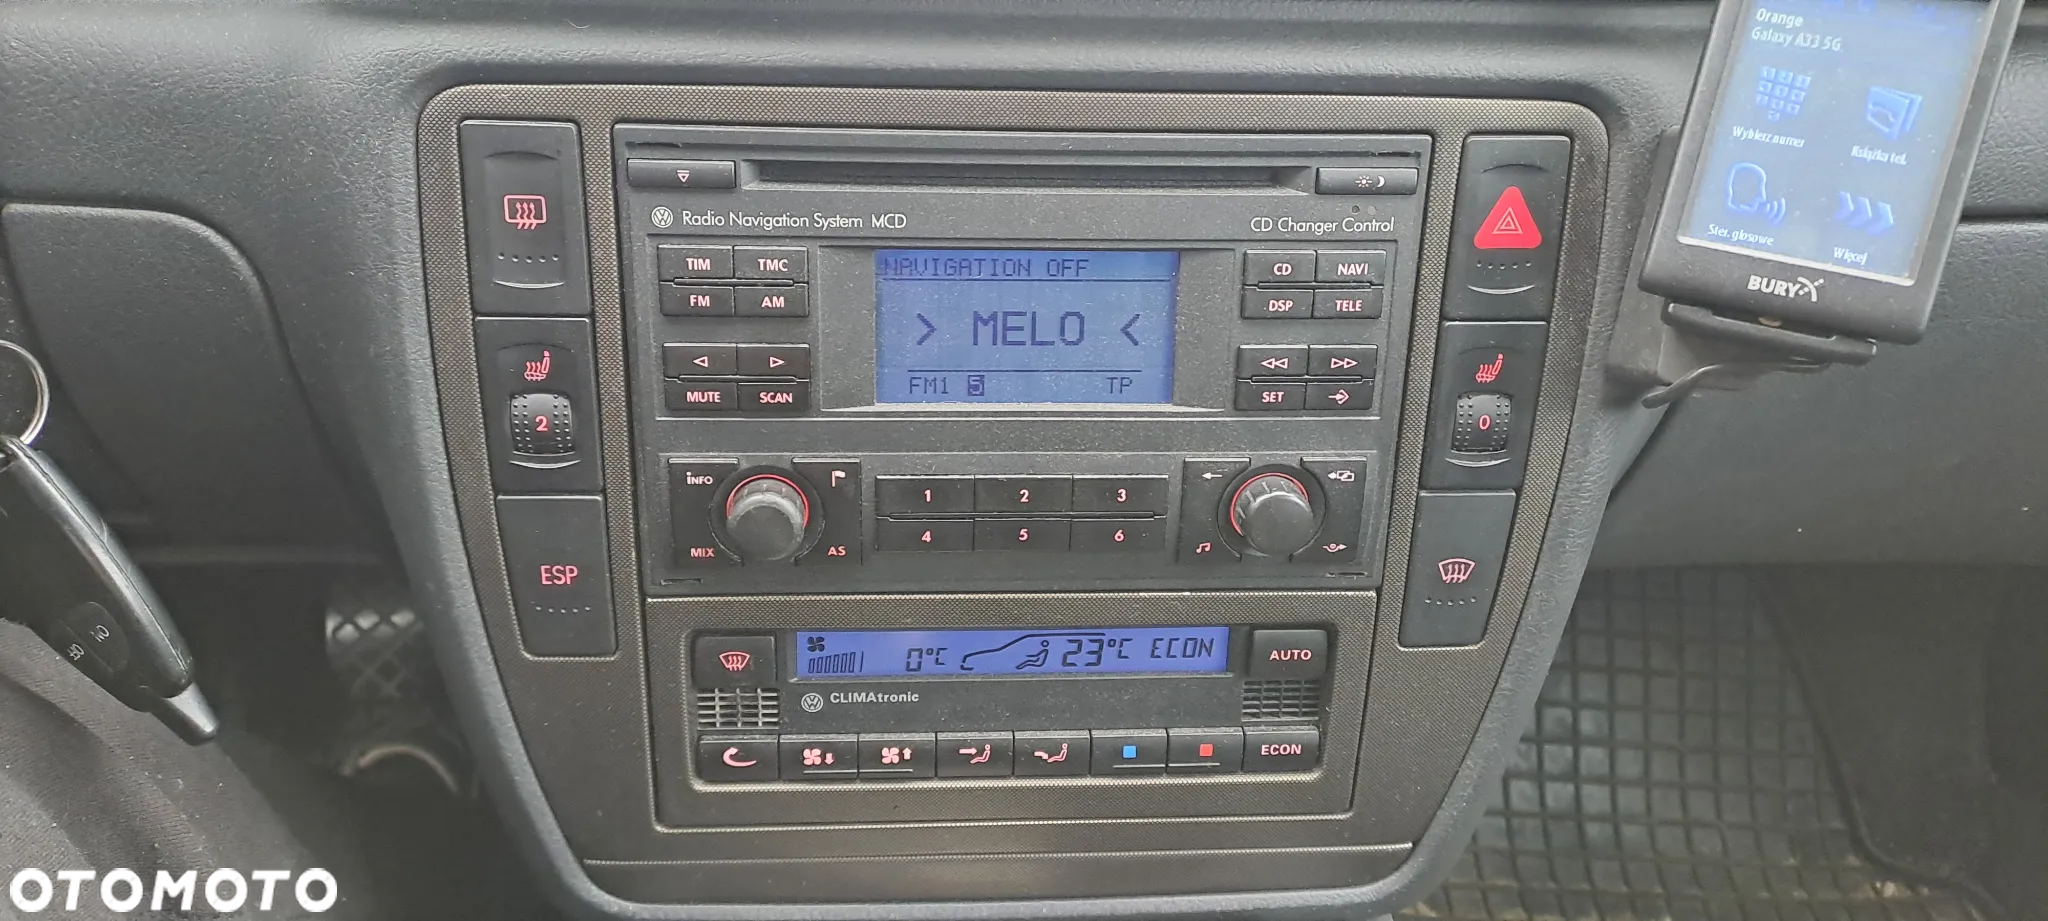 Orange
Galaxy A33 5G
Wybierz numer
Książka tel.
Ster. głosowe
Więcej
BURY
Radio Navigation System MCD
CD Changer Control
TIM
TMC
FM
AM
NAVIGATION OFF
> MELO <
FM1 5
TP
CD
NAVI
DSP
TELE
MUTE
SCAN
SET
2
0
INFO
MIX
AS
1
2
3
4
5
6
ESP
0°C
23°C ECON
AUTO
CLIMAtronic
ECON
ON
OFF
OTOMOTO